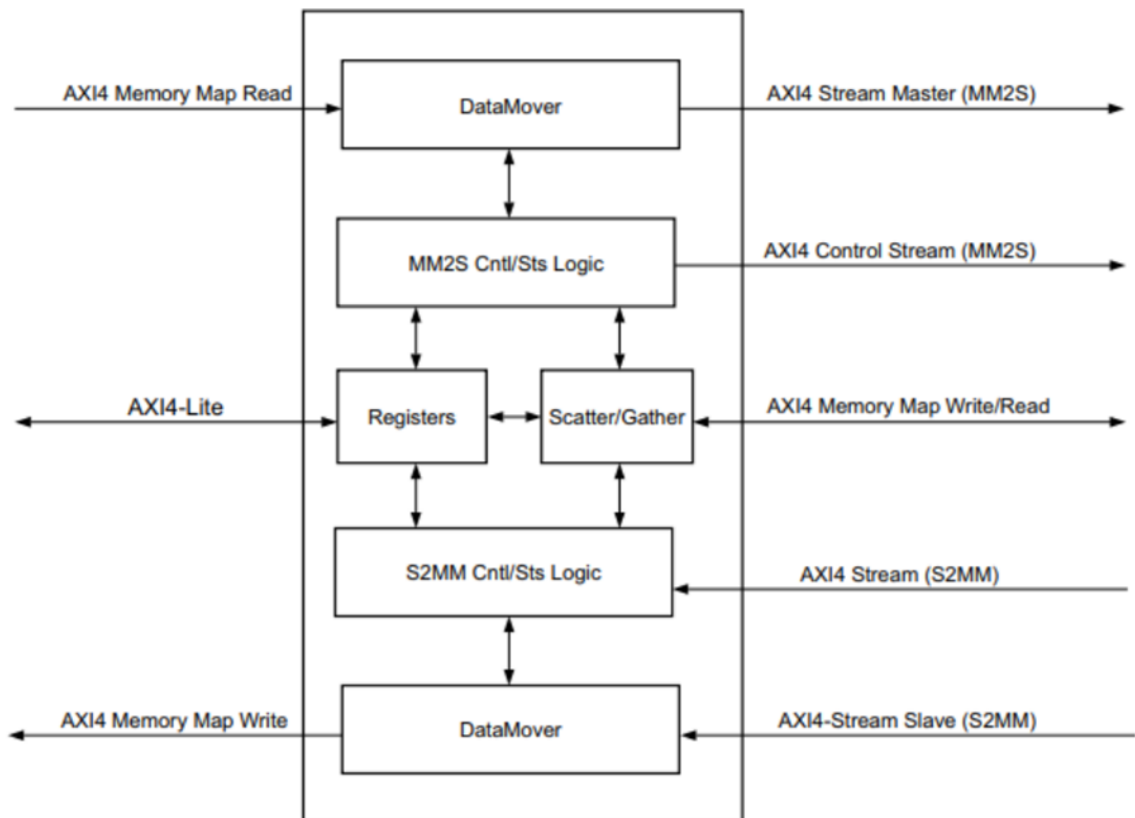 AXI4 Memory Map Read
DataMover
AXI4 Stream Master (MM2S)
MM2S Cntl/Sts Logic
AXI4 Control Stream (MM2S)
AXI4-Lite
Registers
Scatter/Gather
AXI4 Memory Map Write/Read
S2MM Cntl/Sts Logic
AXI4 Stream (S2MM)
AXI4 Memory Map Write
DataMover
AXI4-Stream Slave (S2MM)